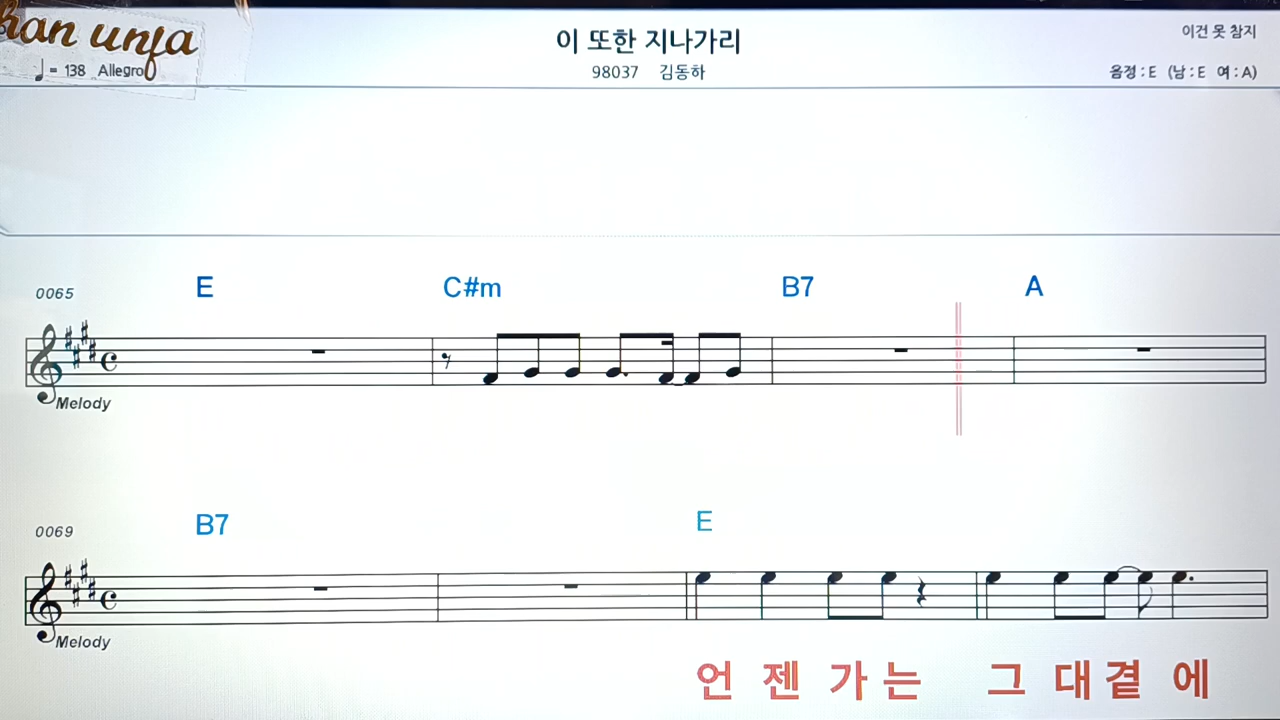 han unfa
이 또한 지나가리
이건 못 참지
♩= 138 Allegro
98037 김동하
음정 : E (남 : E 여 : A)
0065 E C#m B7 A
Melody
0069 B7 E
Melody
언 젠 가 는 그 대 곁 에